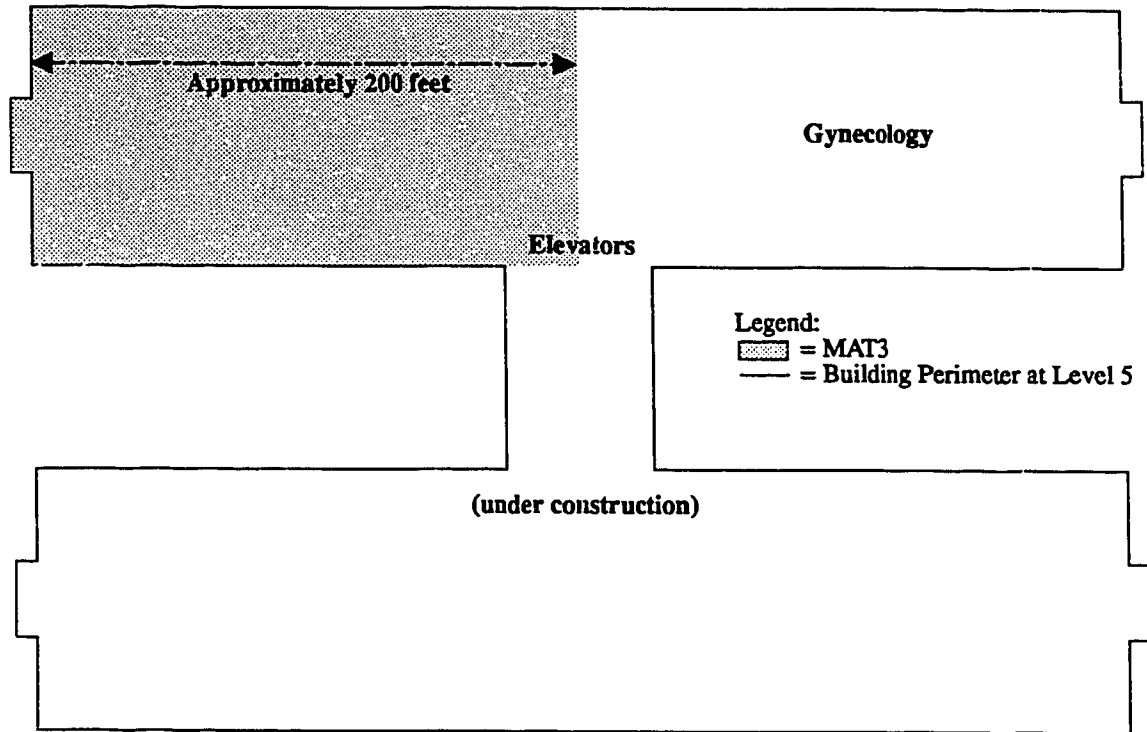 Approximately 200 feet
Gynecology
Elevators
Legend:
= MAT3
= Building Perimeter at Level 5
(under construction)